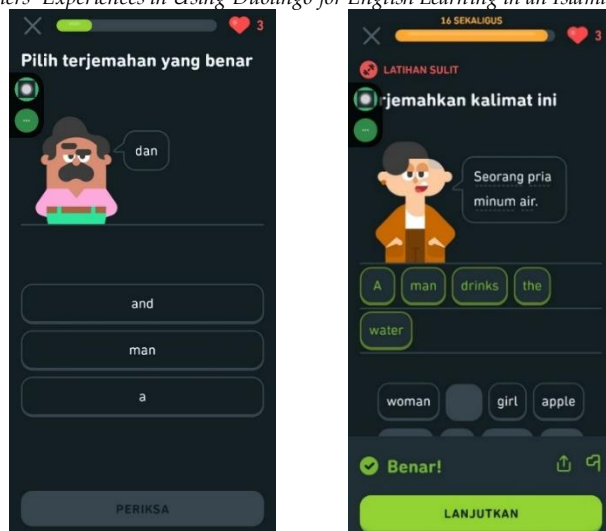 ers' Experiences in Using Duolingo for English Learning in an Islami
3
Pilih terjemahan yang benar
dan
and
man
a
PERIKSA
16 SEKALIGUS
3
LATIHAN SULIT
rjemahkan kalimat ini
Seorang pria
minum air.
A man drinks the
water
woman girl apple
Benar!
LANJUTKAN